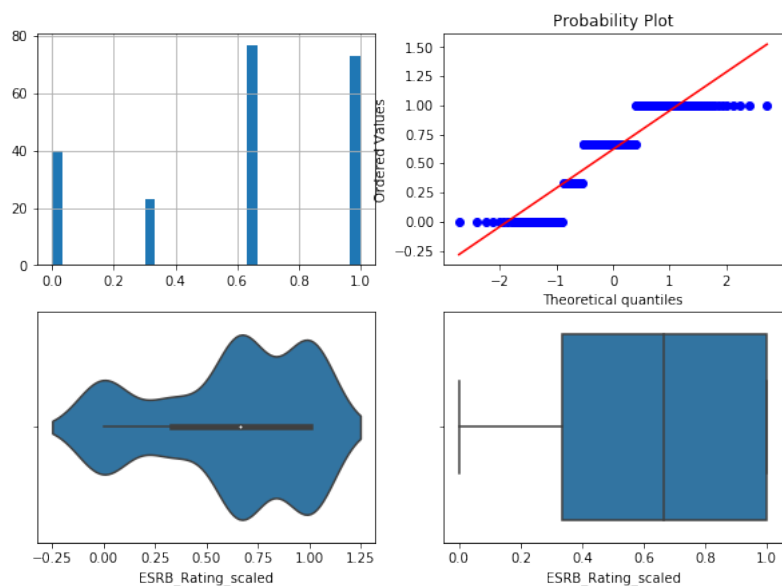 Probability Plot
80
60
40
20
0
0.0 0.2 0.4 0.6 0.8 1.0
Ordered Values
1.50
1.25
1.00
0.75
0.50
0.25
0.00
−0.25
−2 −1 0 1 2
Theoretical quantiles
−0.25 0.00 0.25 0.50 0.75 1.00 1.25
ESRB_Rating_scaled
0.0 0.2 0.4 0.6 0.8 1.0
ESRB_Rating_scaled